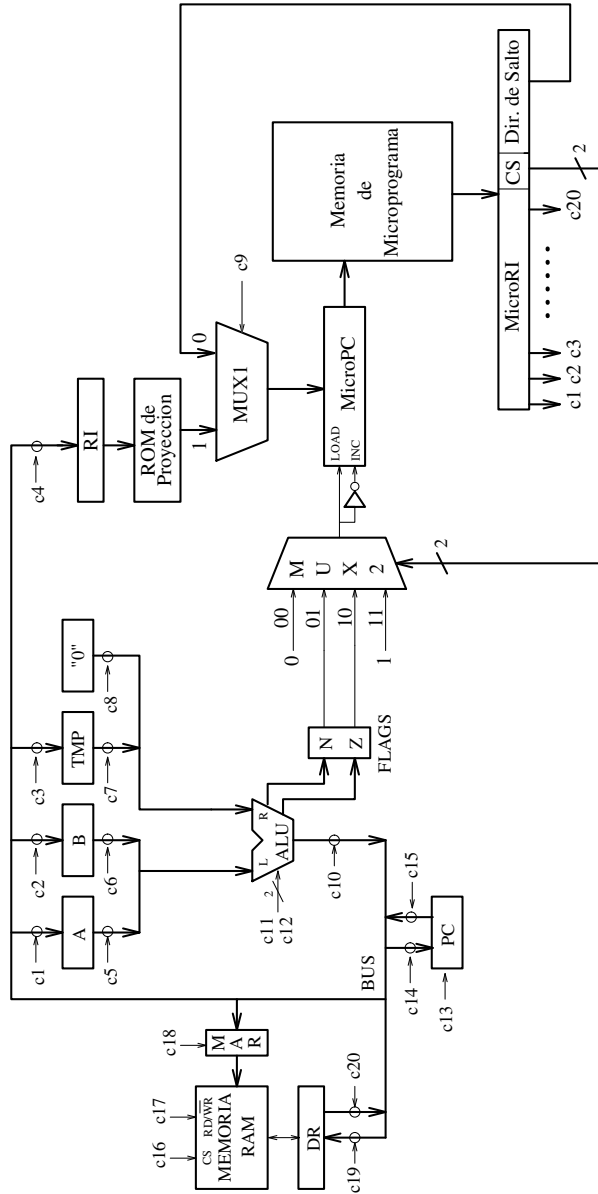 c1
c2
c3
c4
A
B
TMP
"0"
RI
c5
c6
c7
c8
ROM de
Proyeccion
1
0
MUX1
c9
c18
M
A
R
c17
c16
CS RD/WR
MEMORIA
RAM
DR
c19
c20
L
R
ALU
2
c11
c12
c10
BUS
c14
c15
c13
PC
N
Z
FLAGS
0
00
01
10
1
11
M
U
X
2
2
LOAD
INC
MicroPC
Memoria
de
Microprograma
MicroRI
CS
Dir. de Salto
c1 c2 c3
.......
c20
2